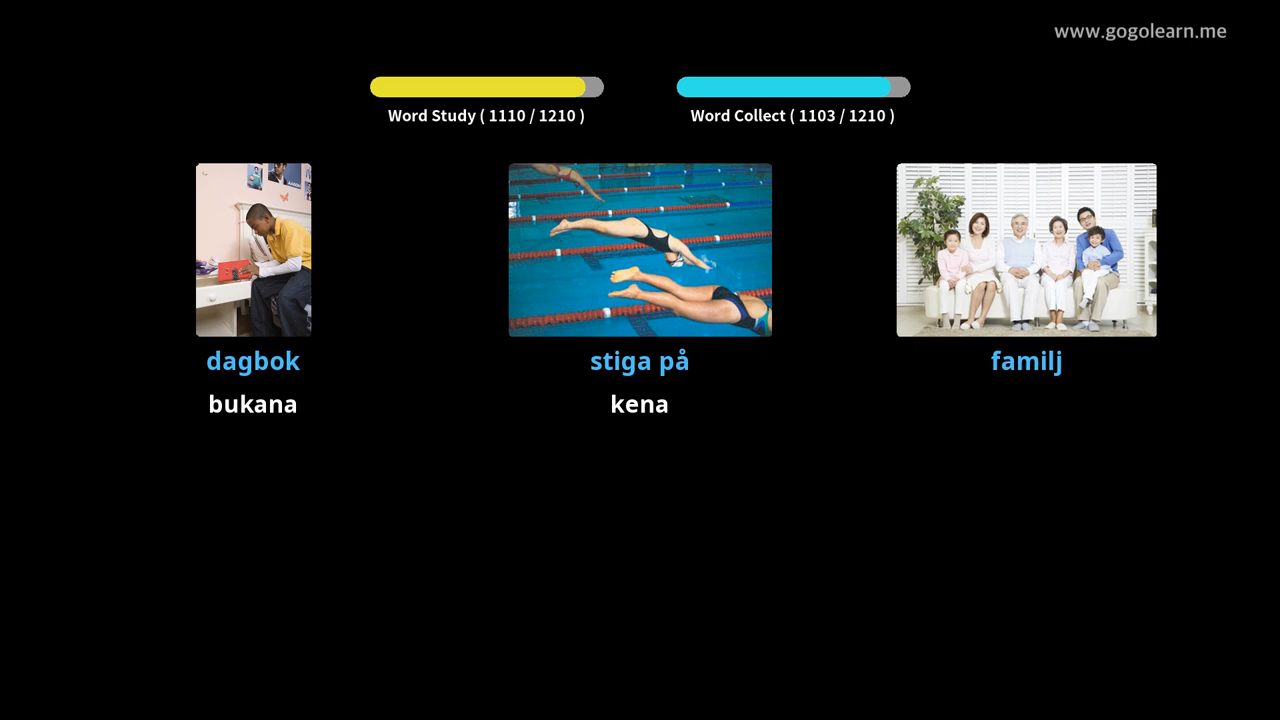 www.gogolearn.me
Word Study ( 1110 / 1210 )
Word Collect ( 1103 / 1210 )
dagbok
stiga på
familj
bukana
kena